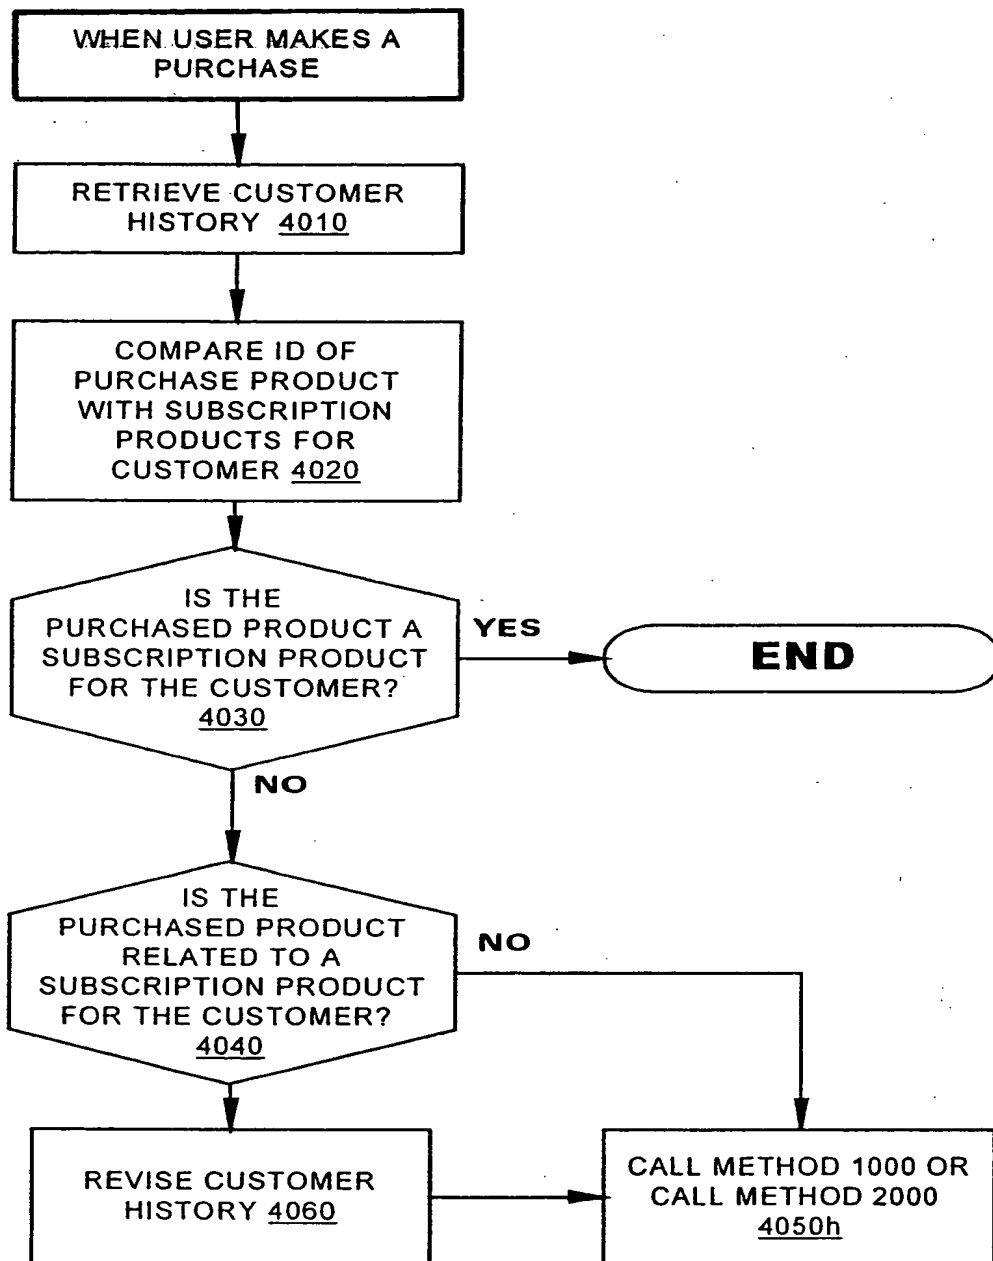 WHEN USER MAKES A
PURCHASE
RETRIEVE CUSTOMER
HISTORY 4010
COMPARE ID OF
PURCHASE PRODUCT
WITH SUBSCRIPTION
PRODUCTS FOR
CUSTOMER 4020
IS THE
PURCHASED PRODUCT A
SUBSCRIPTION PRODUCT
FOR THE CUSTOMER?
4030
YES
END
NO
IS THE
PURCHASED PRODUCT
RELATED TO A
SUBSCRIPTION PRODUCT
FOR THE CUSTOMER?
4040
NO
REVISE CUSTOMER
HISTORY 4060
CALL METHOD 1000 OR
CALL METHOD 2000
4050h